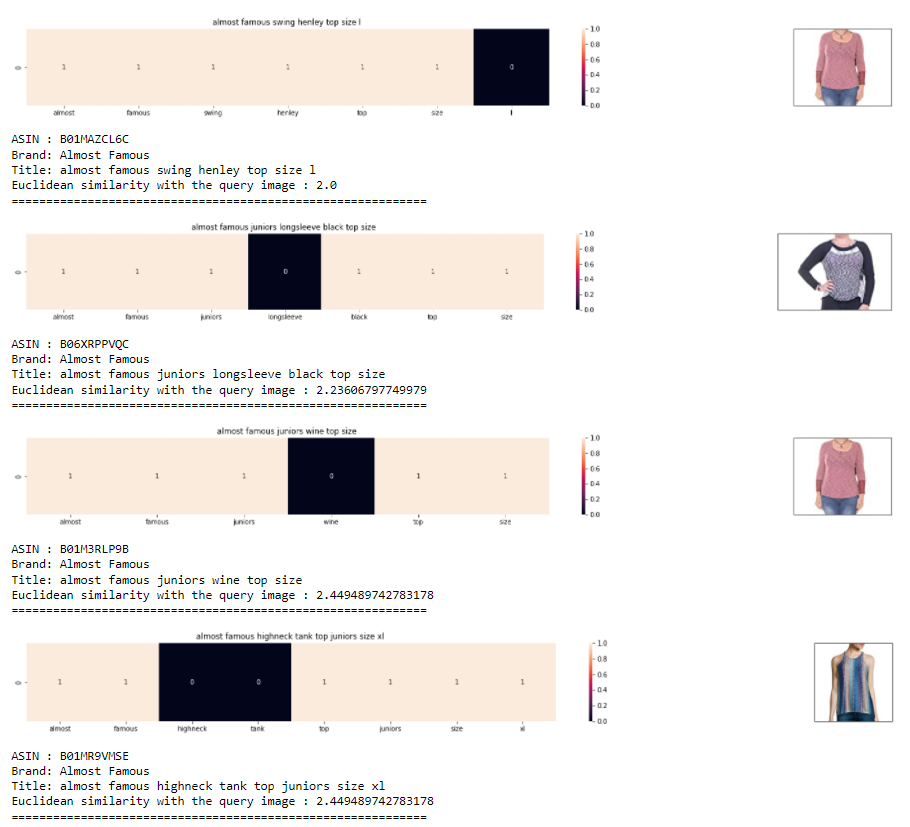 almost famous swing henley top size l
1.0
0.8
0.6
0.4
0.2
0.0
0
1 1 1 1 1 1 0
almost famous swing henley top size l
ASIN : B01MAZCL6C
Brand: Almost Famous
Title: almost famous swing henley top size l
Euclidean similarity with the query image : 2.0
============================================================
almost famous juniors longsleeve black top size
1.0
0.8
0.6
0.4
0.2
0.0
0
1 1 1 0 1 1 1
almost famous juniors longsleeve black top size
ASIN : B06XRPPVQC
Brand: Almost Famous
Title: almost famous juniors longsleeve black top size
Euclidean similarity with the query image : 2.23606797749979
============================================================
almost famous juniors wine top size
1.0
0.8
0.6
0.4
0.2
0.0
0
1 1 1 0 1 1
almost famous juniors wine top size
ASIN : B01M3RLP9B
Brand: Almost Famous
Title: almost famous juniors wine top size
Euclidean similarity with the query image : 2.449489742783178
============================================================
almost famous highneck tank top juniors size xl
1.0
0.8
0.6
0.4
0.2
0.0
0
1 1 0 0 1 1 1 1
almost famous highneck tank top juniors size xl
ASIN : B01MR9VMSE
Brand: Almost Famous
Title: almost famous highneck tank top juniors size xl
Euclidean similarity with the query image : 2.449489742783178
============================================================